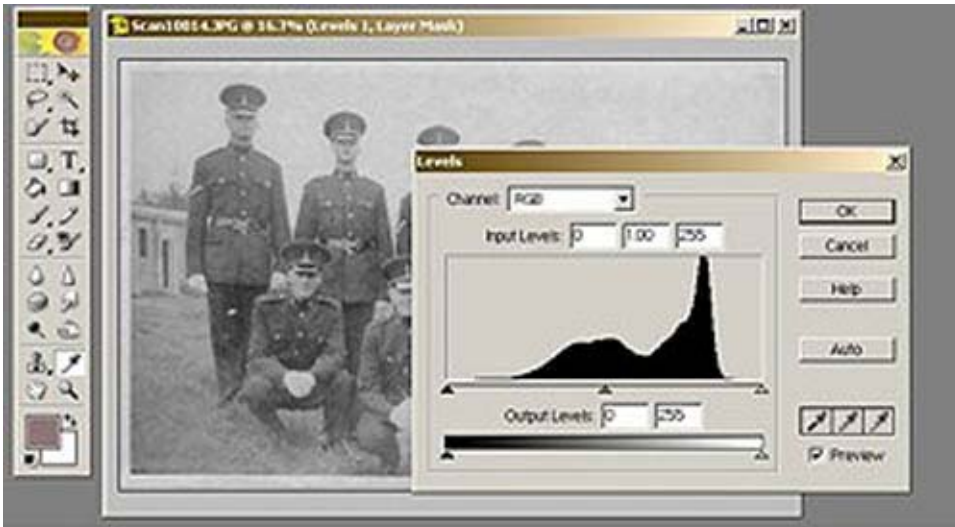 Scan10014.JPG @ 16.7% (Levels 1, Layer Mask)
T
Levels
Channel: RGB
Input Levels: 0 1.00 255
OK
Cancel
Help
Auto
Output Levels: 0 255
Preview